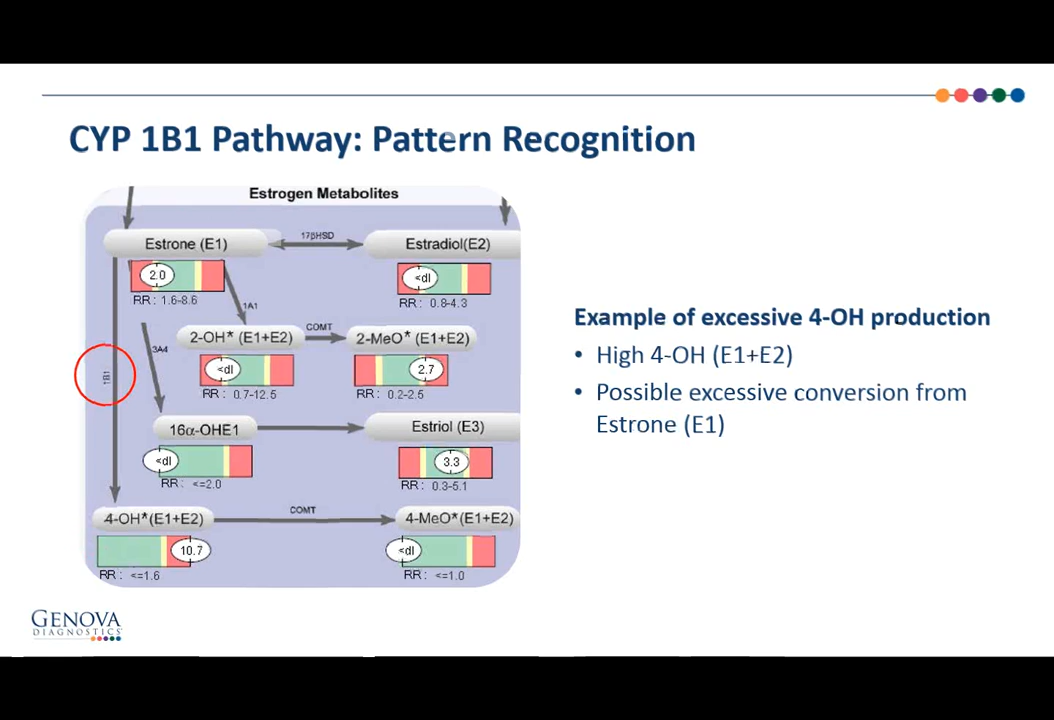 CYP 1B1 Pathway: Pattern Recognition
Estrogen Metabolites
Estrone (E1)
17βHSD
Estradiol(E2)
2.0
RR: 1.6-8.6
<dl
RR: 0.8-4.3
1A1
2-OH* (E1+E2)
COMT
2-MeO* (E1+E2)
<dl
RR: 0.7-12.5
2.7
RR: 0.2-2.5
3A4
1B1
16α-OHE1
Estriol (E3)
<dl
RR: <=2.0
3.3
RR: 0.3-5.1
4-OH*(E1+E2)
COMT
4-MeO*(E1+E2)
10.7
RR: <=1.6
<dl
RR: <=1.0
Example of excessive 4-OH production
• High 4-OH (E1+E2)
• Possible excessive conversion from
Estrone (E1)
GENOVA
DIAGNOSTICS